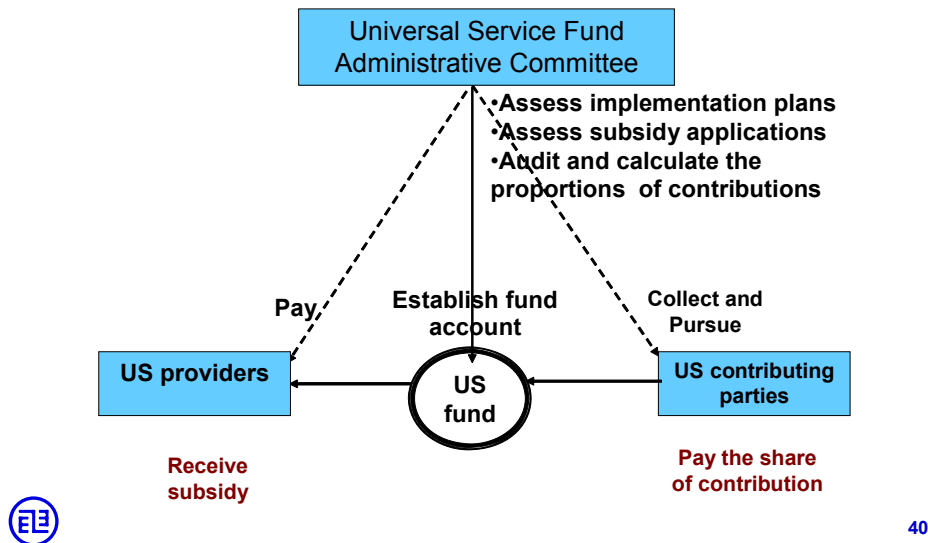 Universal Service Fund
Administrative Committee
•Assess implementation plans
•Assess subsidy applications
•Audit and calculate the
proportions of contributions
Pay
Establish fund
account
Collect and
Pursue
US providers
US
fund
US contributing
parties
Receive
subsidy
Pay the share
of contribution
40